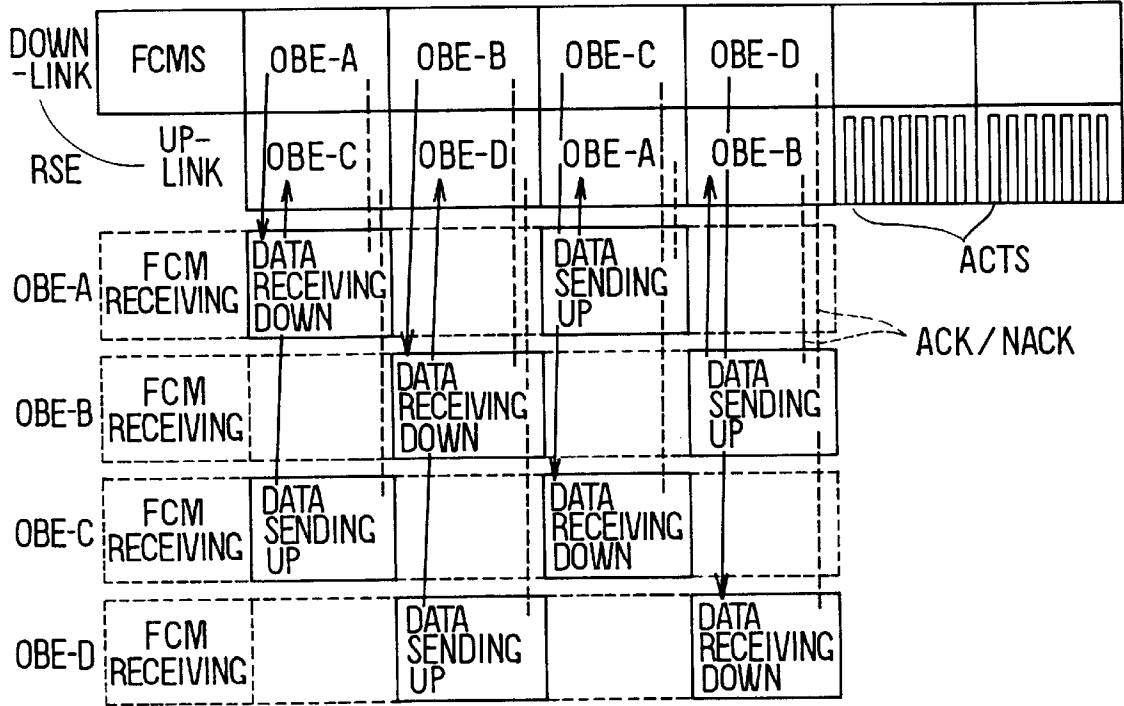 DOWN
-LINK
FCMS
OBE-A
OBE-B
OBE-C
OBE-D
RSE
UP-
LINK
OBE-C
OBE-D
OBE-A
OBE-B
ACTS
OBE-A
FCM
RECEIVING
DATA
RECEIVING
DOWN
DATA
SENDING
UP
ACK/NACK
OBE-B
FCM
RECEIVING
DATA
RECEIVING
DOWN
DATA
SENDING
UP
OBE-C
FCM
RECEIVING
DATA
SENDING
UP
DATA
RECEIVING
DOWN
OBE-D
FCM
RECEIVING
DATA
SENDING
UP
DATA
RECEIVING
DOWN